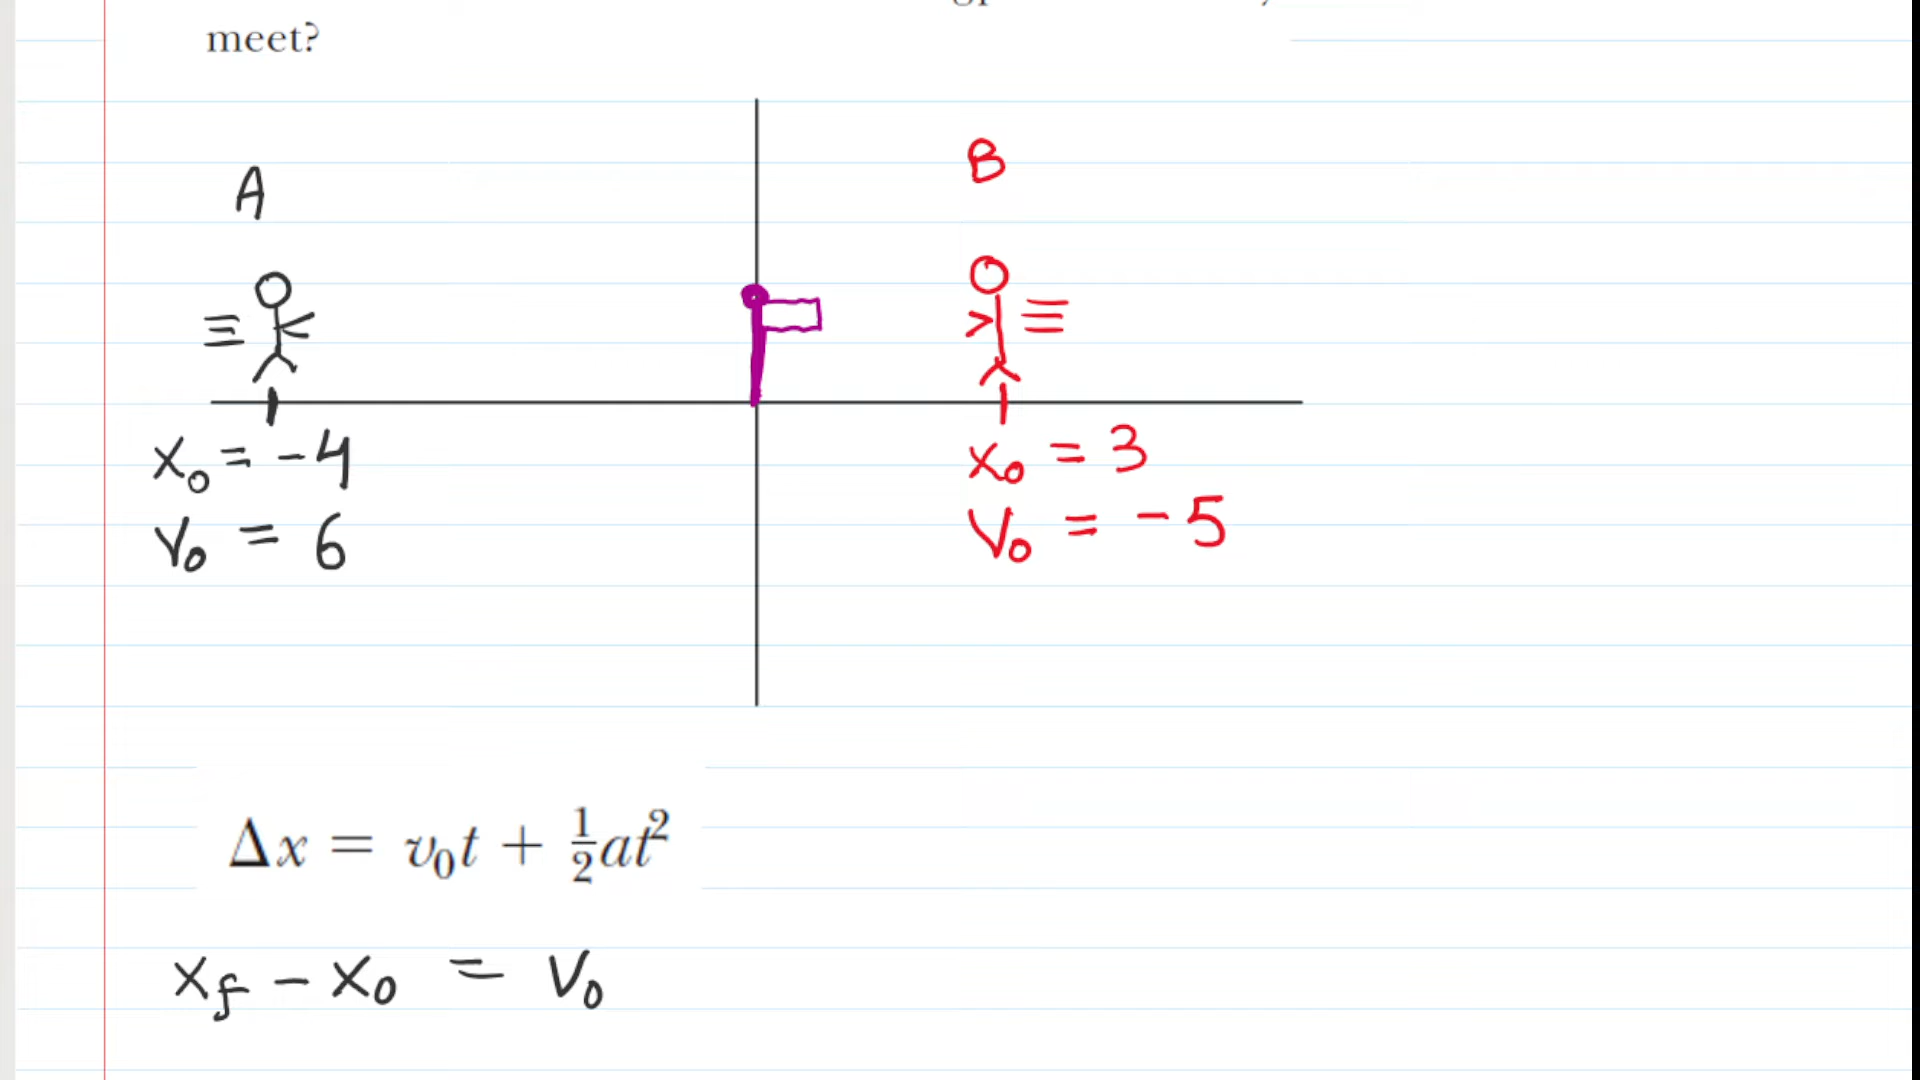 meet?
A
B
x₀ = -4
x₀ = 3
v₀ = 6
v₀ = -5
Δx = v₀t + ½at²
x_f - x₀ = v₀